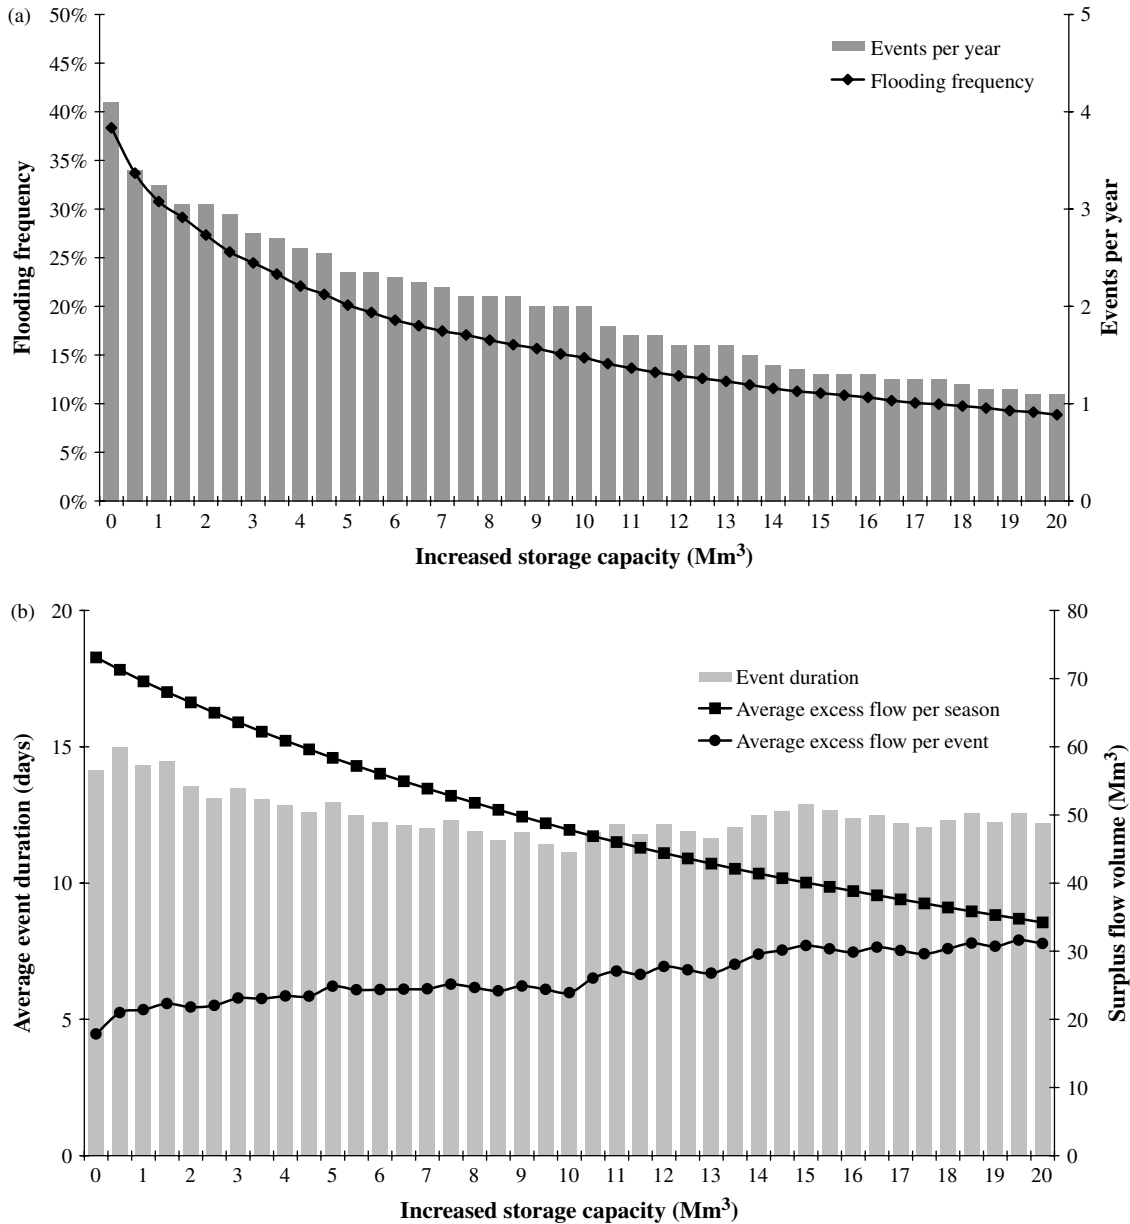 (a)
50%
45%
40%
35%
30%
25%
20%
15%
10%
5%
0%
Flooding frequency
5
4
3
2
1
0
Events per year
Events per year
Flooding frequency
0 1 2 3 4 5 6 7 8 9 10 11 12 13 14 15 16 17 18 19 20
Increased storage capacity (Mm³)
(b)
20
15
10
5
0
Average event duration (days)
80
70
60
50
40
30
20
10
0
Surplus flow volume (Mm³)
Event duration
Average excess flow per season
Average excess flow per event
0 1 2 3 4 5 6 7 8 9 10 11 12 13 14 15 16 17 18 19 20
Increased storage capacity (Mm³)